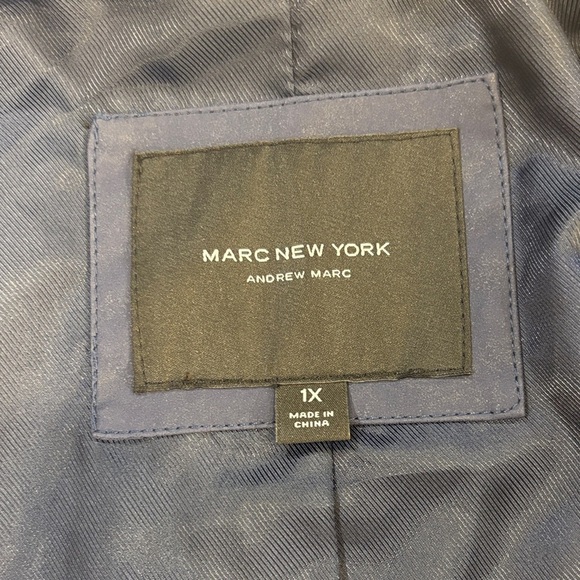 MARC NEW YORK
ANDREW MARC
1X
MADE IN
CHINA